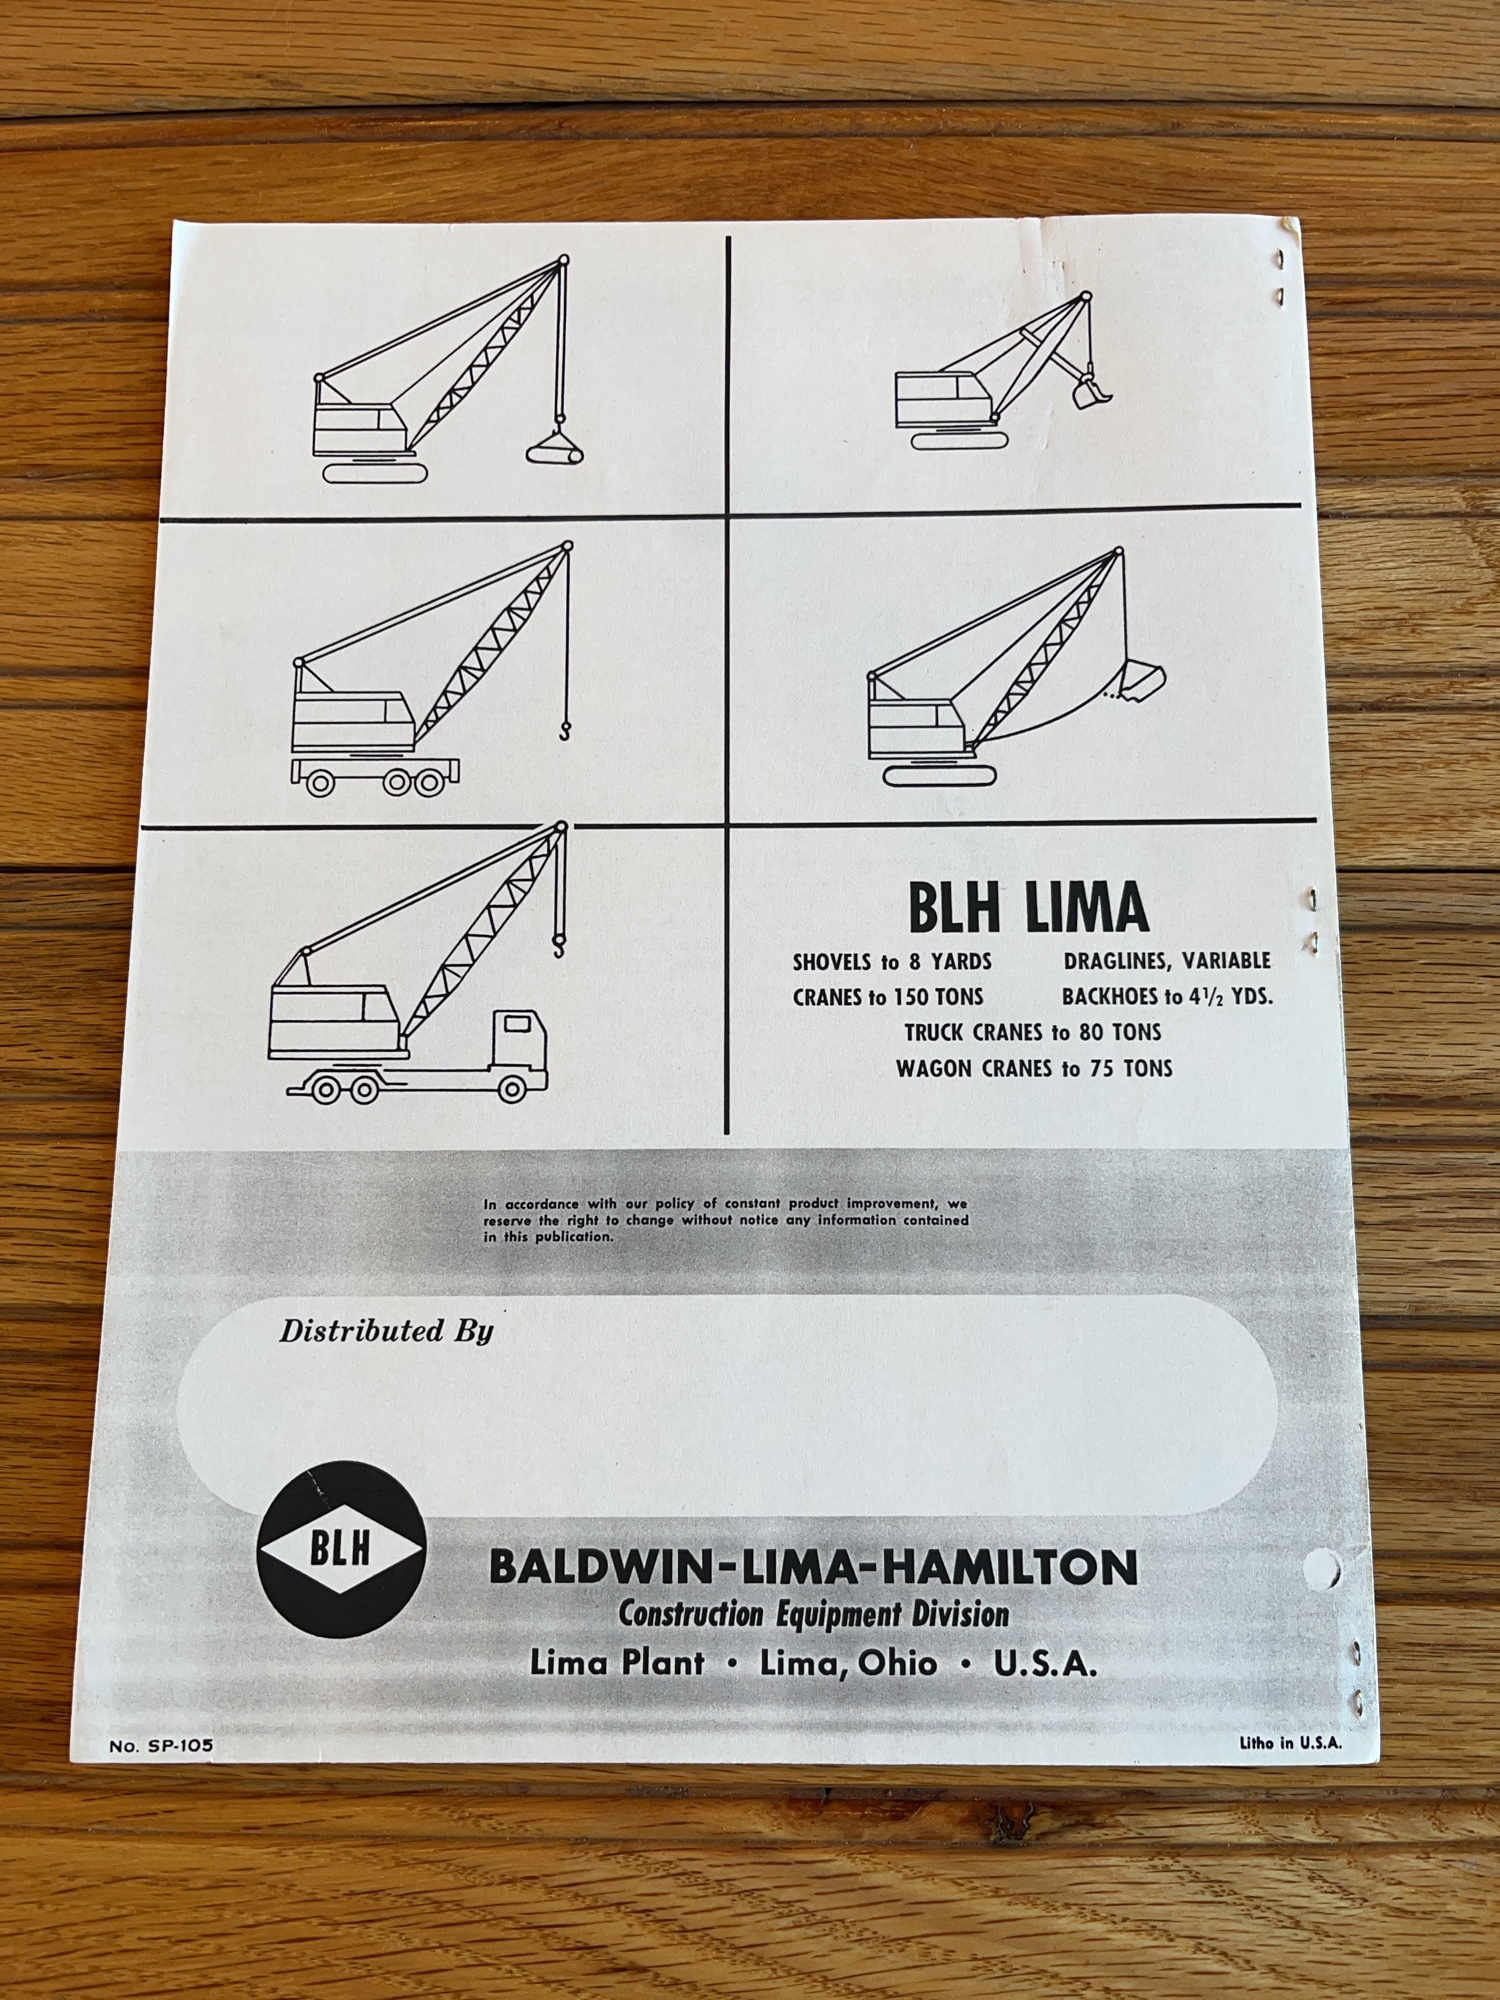 BLH LIMA
SHOVELS to 8 YARDS DRAGLINES, VARIABLE
CRANES to 150 TONS BACKHOES to 4½ YDS.
TRUCK CRANES to 80 TONS
WAGON CRANES to 75 TONS
In accordance with our policy of constant product improvement, we
reserve the right to change without notice any information contained
in this publication.
Distributed By
BLH
BALDWIN-LIMA-HAMILTON
Construction Equipment Division
Lima Plant • Lima, Ohio • U.S.A.
No. SP-105
Litho in U.S.A.